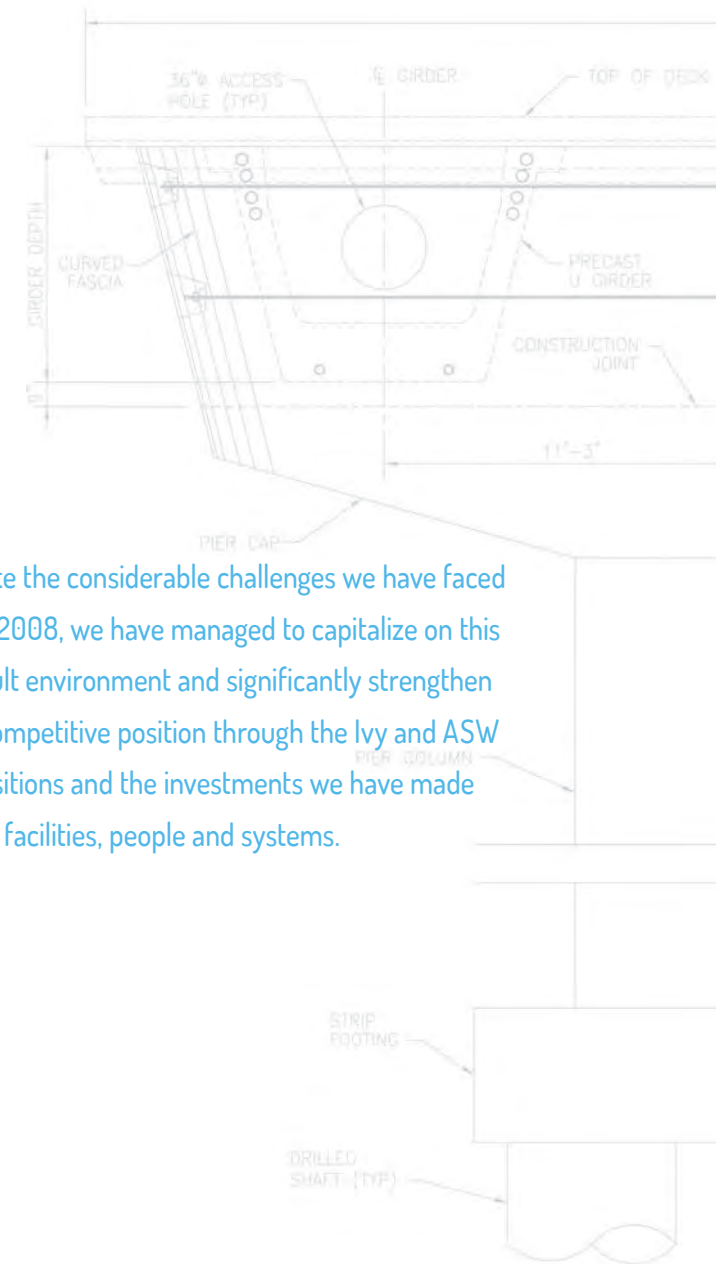 36"ø ACCESS
HOLE (TYP)
℄ GIRDER
TOP OF DECK
GIRDER DEPTH
CURVED
FASCIA
PRECAST
U GIRDER
CONSTRUCTION
JOINT
9"
11'-3"
PIER CAP
te the considerable challenges we have faced
2008, we have managed to capitalize on this
ult environment and significantly strengthen
ompetitive position through the Ivy and ASW
PIER COLUMN
sitions and the investments we have made
facilities, people and systems.
STRIP
FOOTING
DRILLED
SHAFT (TYP)